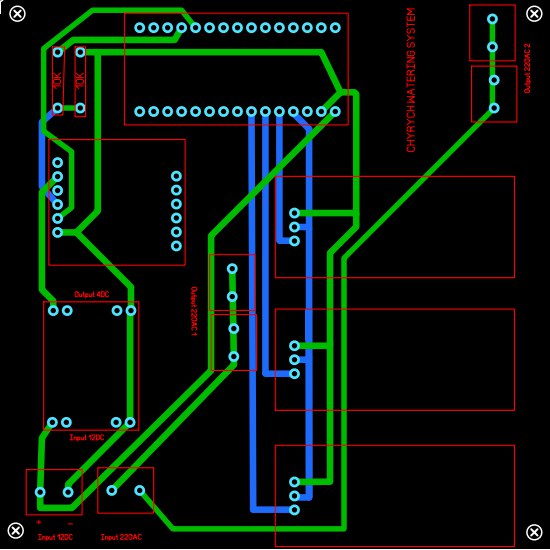 CHYRYCH WATERING SYSTEM
Output 220AC 2
10K
10K
Output 4DC
Output 220AC 1
Input 12DC
+ -
Input 12DC
Input 220AC